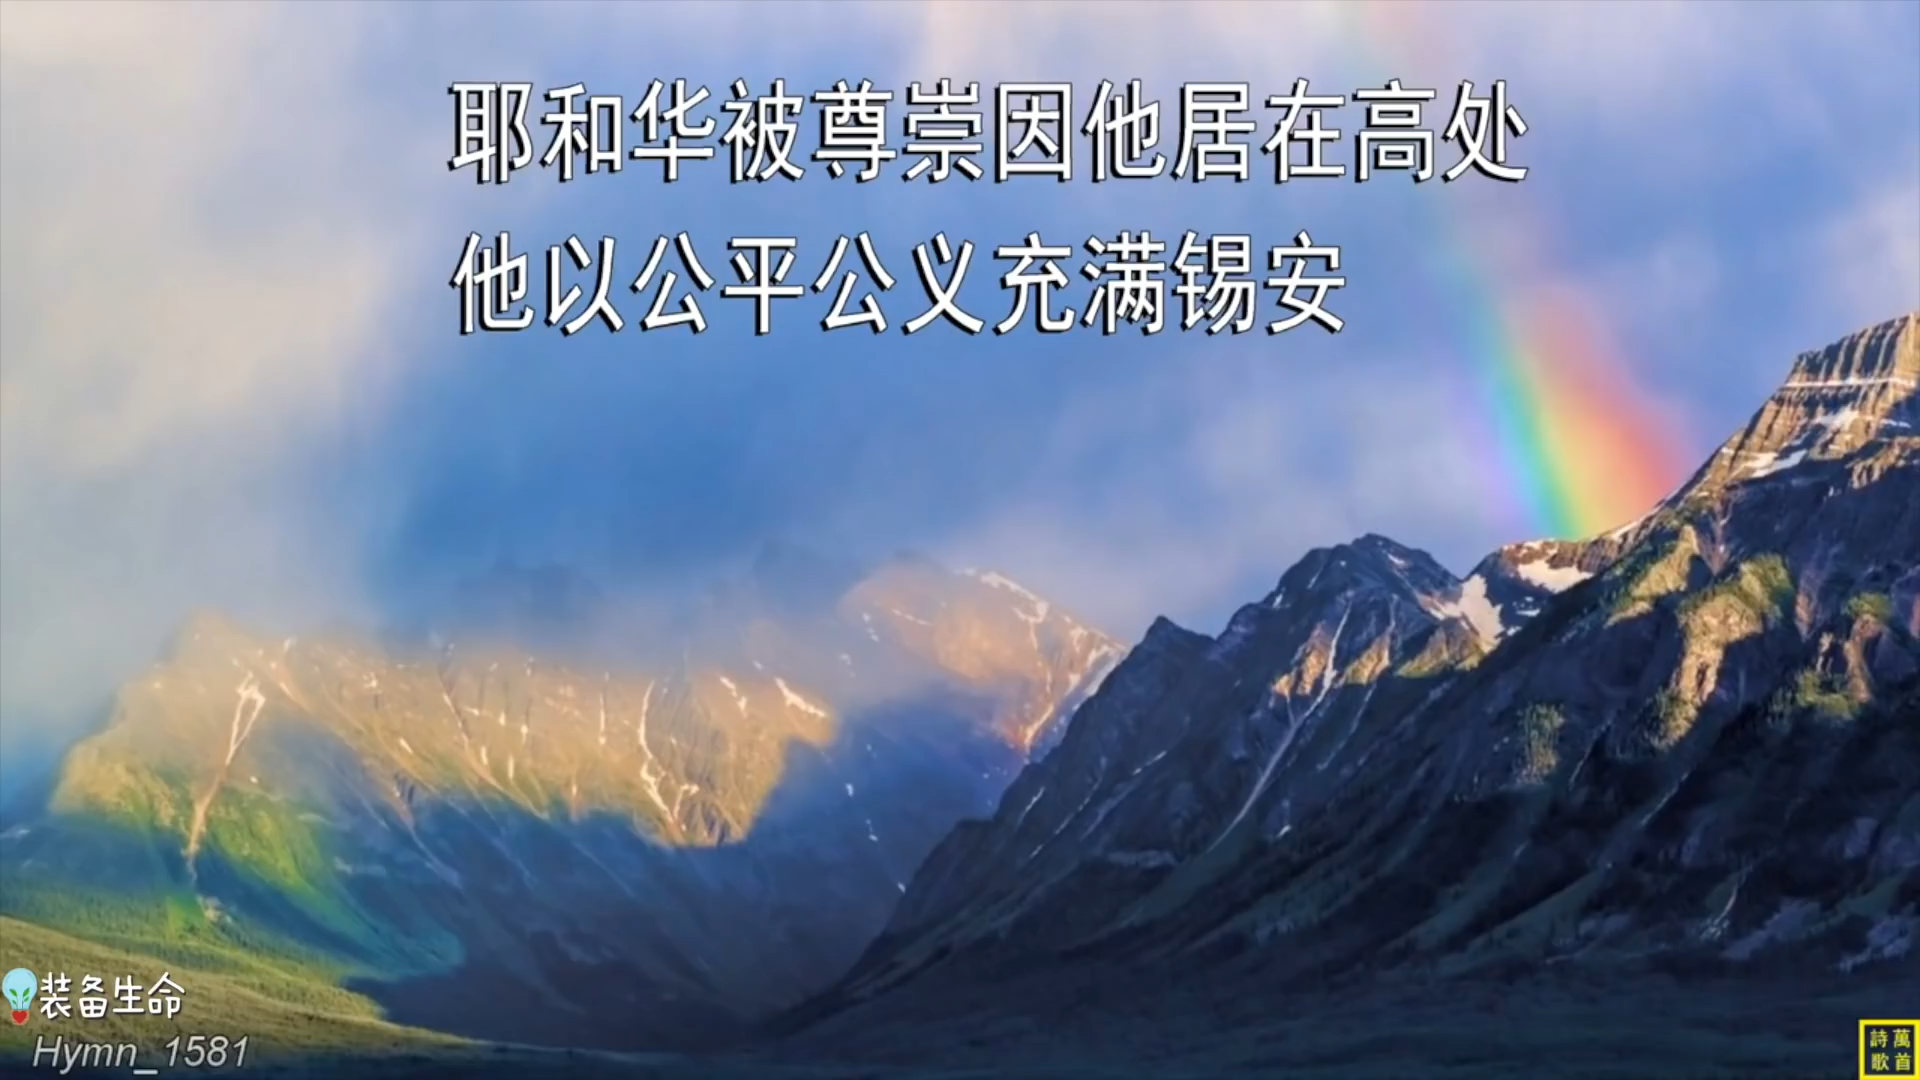 耶和华被尊崇因他居在高处
他以公平公义充满锡安
装备生命
Hymn_1581
萬首
詩歌